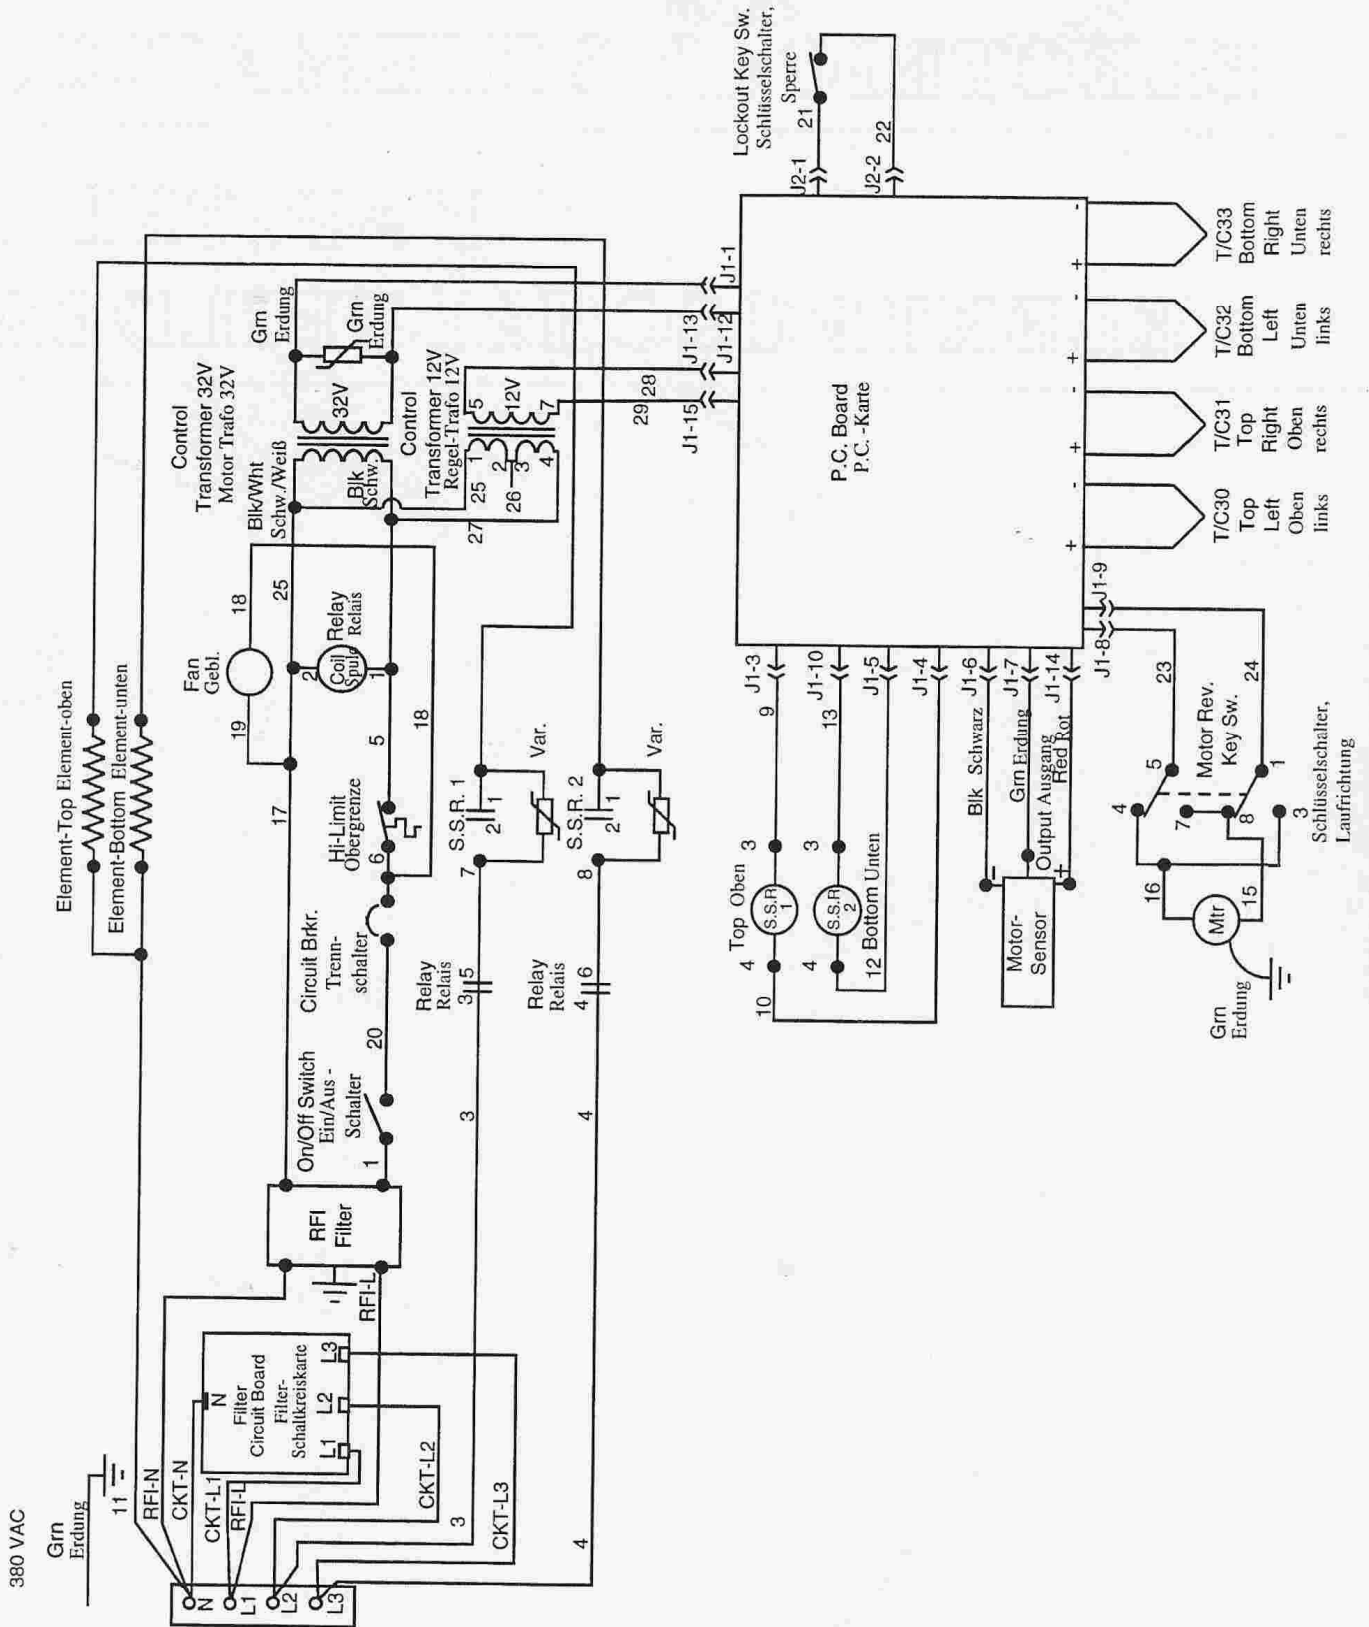 380 VAC
Grn
Erdung
11
RFI-N
CKT-N
CKT-L1
RFI-L
N
L1
L2
L3
3
4
CKT-L2
CKT-L3
N
Filter
Circuit Board
Filter-
Schaltkreiskarte
L1
L2
L3
RFI-L
RFI
Filter
1
On/Off Switch
Ein/Aus -
Schalter
20
Circuit Brkr.
Trenn-
schalter
6
Hi-Limit
Obergrenze
5
18
17
19
Fan
Gebl.
18
25
Element-Top Element-oben
Element-Bottom Element-unten
2
Coil
Spule
1
Relay
Relais
Blk/Wht
Schw./Weiß
Control
Transformer 32V
Motor Trafo 32V
Blk
Schw.
32V
Grn
Erdung
Grn
Erdung
Control
Transformer 12V
Regel-Trafo 12V
25
26
27
1
2
3
4
5
12V
7
3
4
Relay
Relais
3
5
Relay
Relais
4
6
7
S.S.R. 1
2
1
Var.
8
S.S.R. 2
2
1
Var.
29
28
J1-15
J1-13
J1-12
J1-1
P.C. Board
P.C. -Karte
Lockout Key Sw.
Schlüsselschalter,
Sperre
21
22
J2-1
J2-2
J1-3
J1-10
J1-5
J1-4
J1-6
J1-7
J1-14
J1-8
J1-9
9
13
Top Oben
4
S.S.R
1
3
10
4
S.S.R
2
3
12 Bottom Unten
Blk Schwarz
Grn Erdung
Output Ausgang
Red Rot
Motor-
Sensor
-
+
23
24
Motor Rev.
Key Sw.
4
5
7
8
1
3
Schlüsselschalter,
Laufrichtung
16
15
Mtr
Grn
Erdung
+
-
T/C30
Top
Left
Oben
links
+
-
T/C31
Top
Right
Oben
rechts
+
-
T/C32
Bottom
Left
Unten
links
+
-
T/C33
Bottom
Right
Unten
rechts